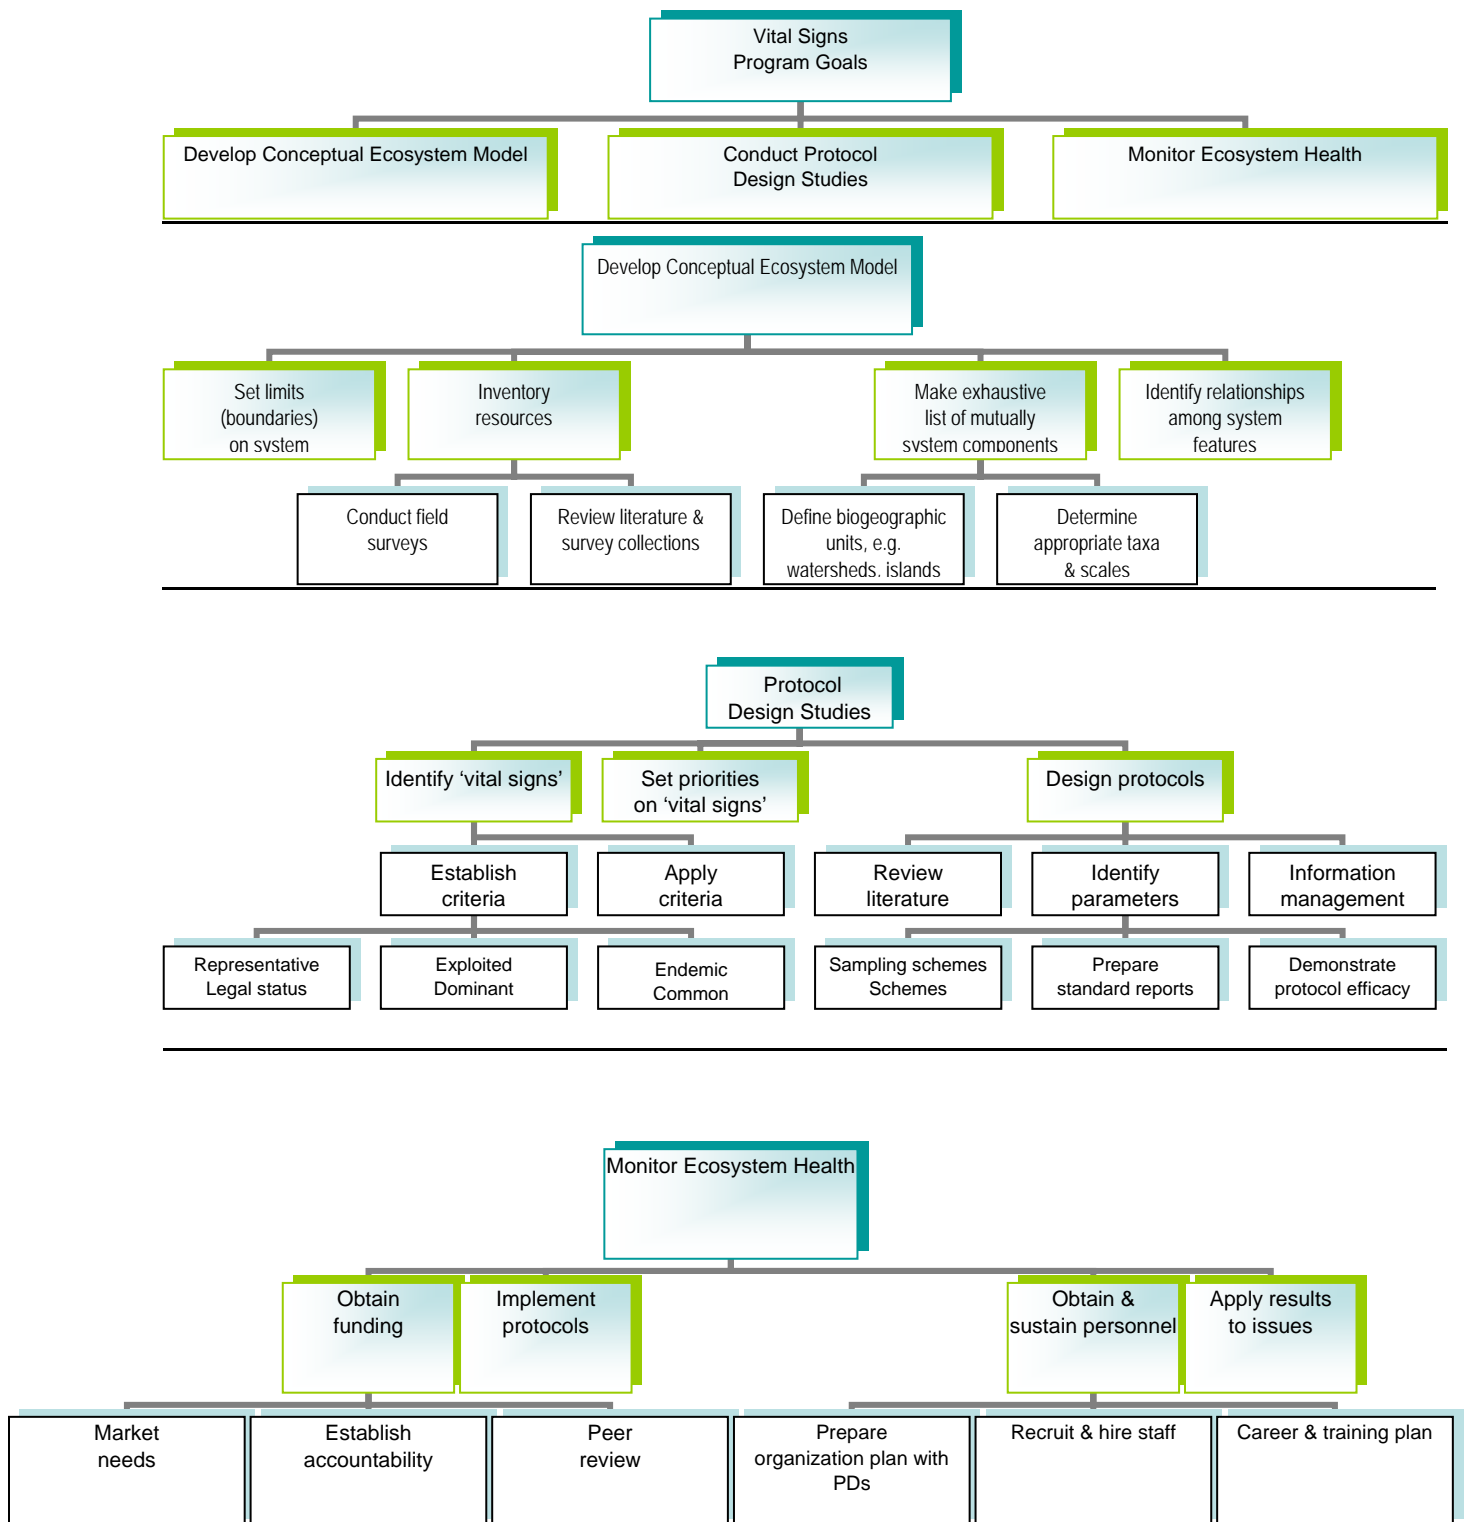 Vital Signs
Program Goals
Develop Conceptual Ecosystem Model
Conduct Protocol
Design Studies
Monitor Ecosystem Health
Develop Conceptual Ecosystem Model
Set limits
(boundaries)
on system
Inventory
resources
Make exhaustive
list of mutually
system components
Identify relationships
among system
features
Conduct field
surveys
Review literature &
survey collections
Define biogeographic
units, e.g.
watersheds, islands
Determine
appropriate taxa
& scales
Protocol
Design Studies
Identify ‘vital signs’
Set priorities
on ‘vital signs’
Design protocols
Establish
criteria
Apply
criteria
Review
literature
Identify
parameters
Information
management
Representative
Legal status
Exploited
Dominant
Endemic
Common
Sampling schemes
Schemes
Prepare
standard reports
Demonstrate
protocol efficacy
Monitor Ecosystem Health
Obtain
funding
Implement
protocols
Obtain &
sustain personnel
Apply results
to issues
Market
needs
Establish
accountability
Peer
review
Prepare
organization plan with
PDs
Recruit & hire staff
Career & training plan